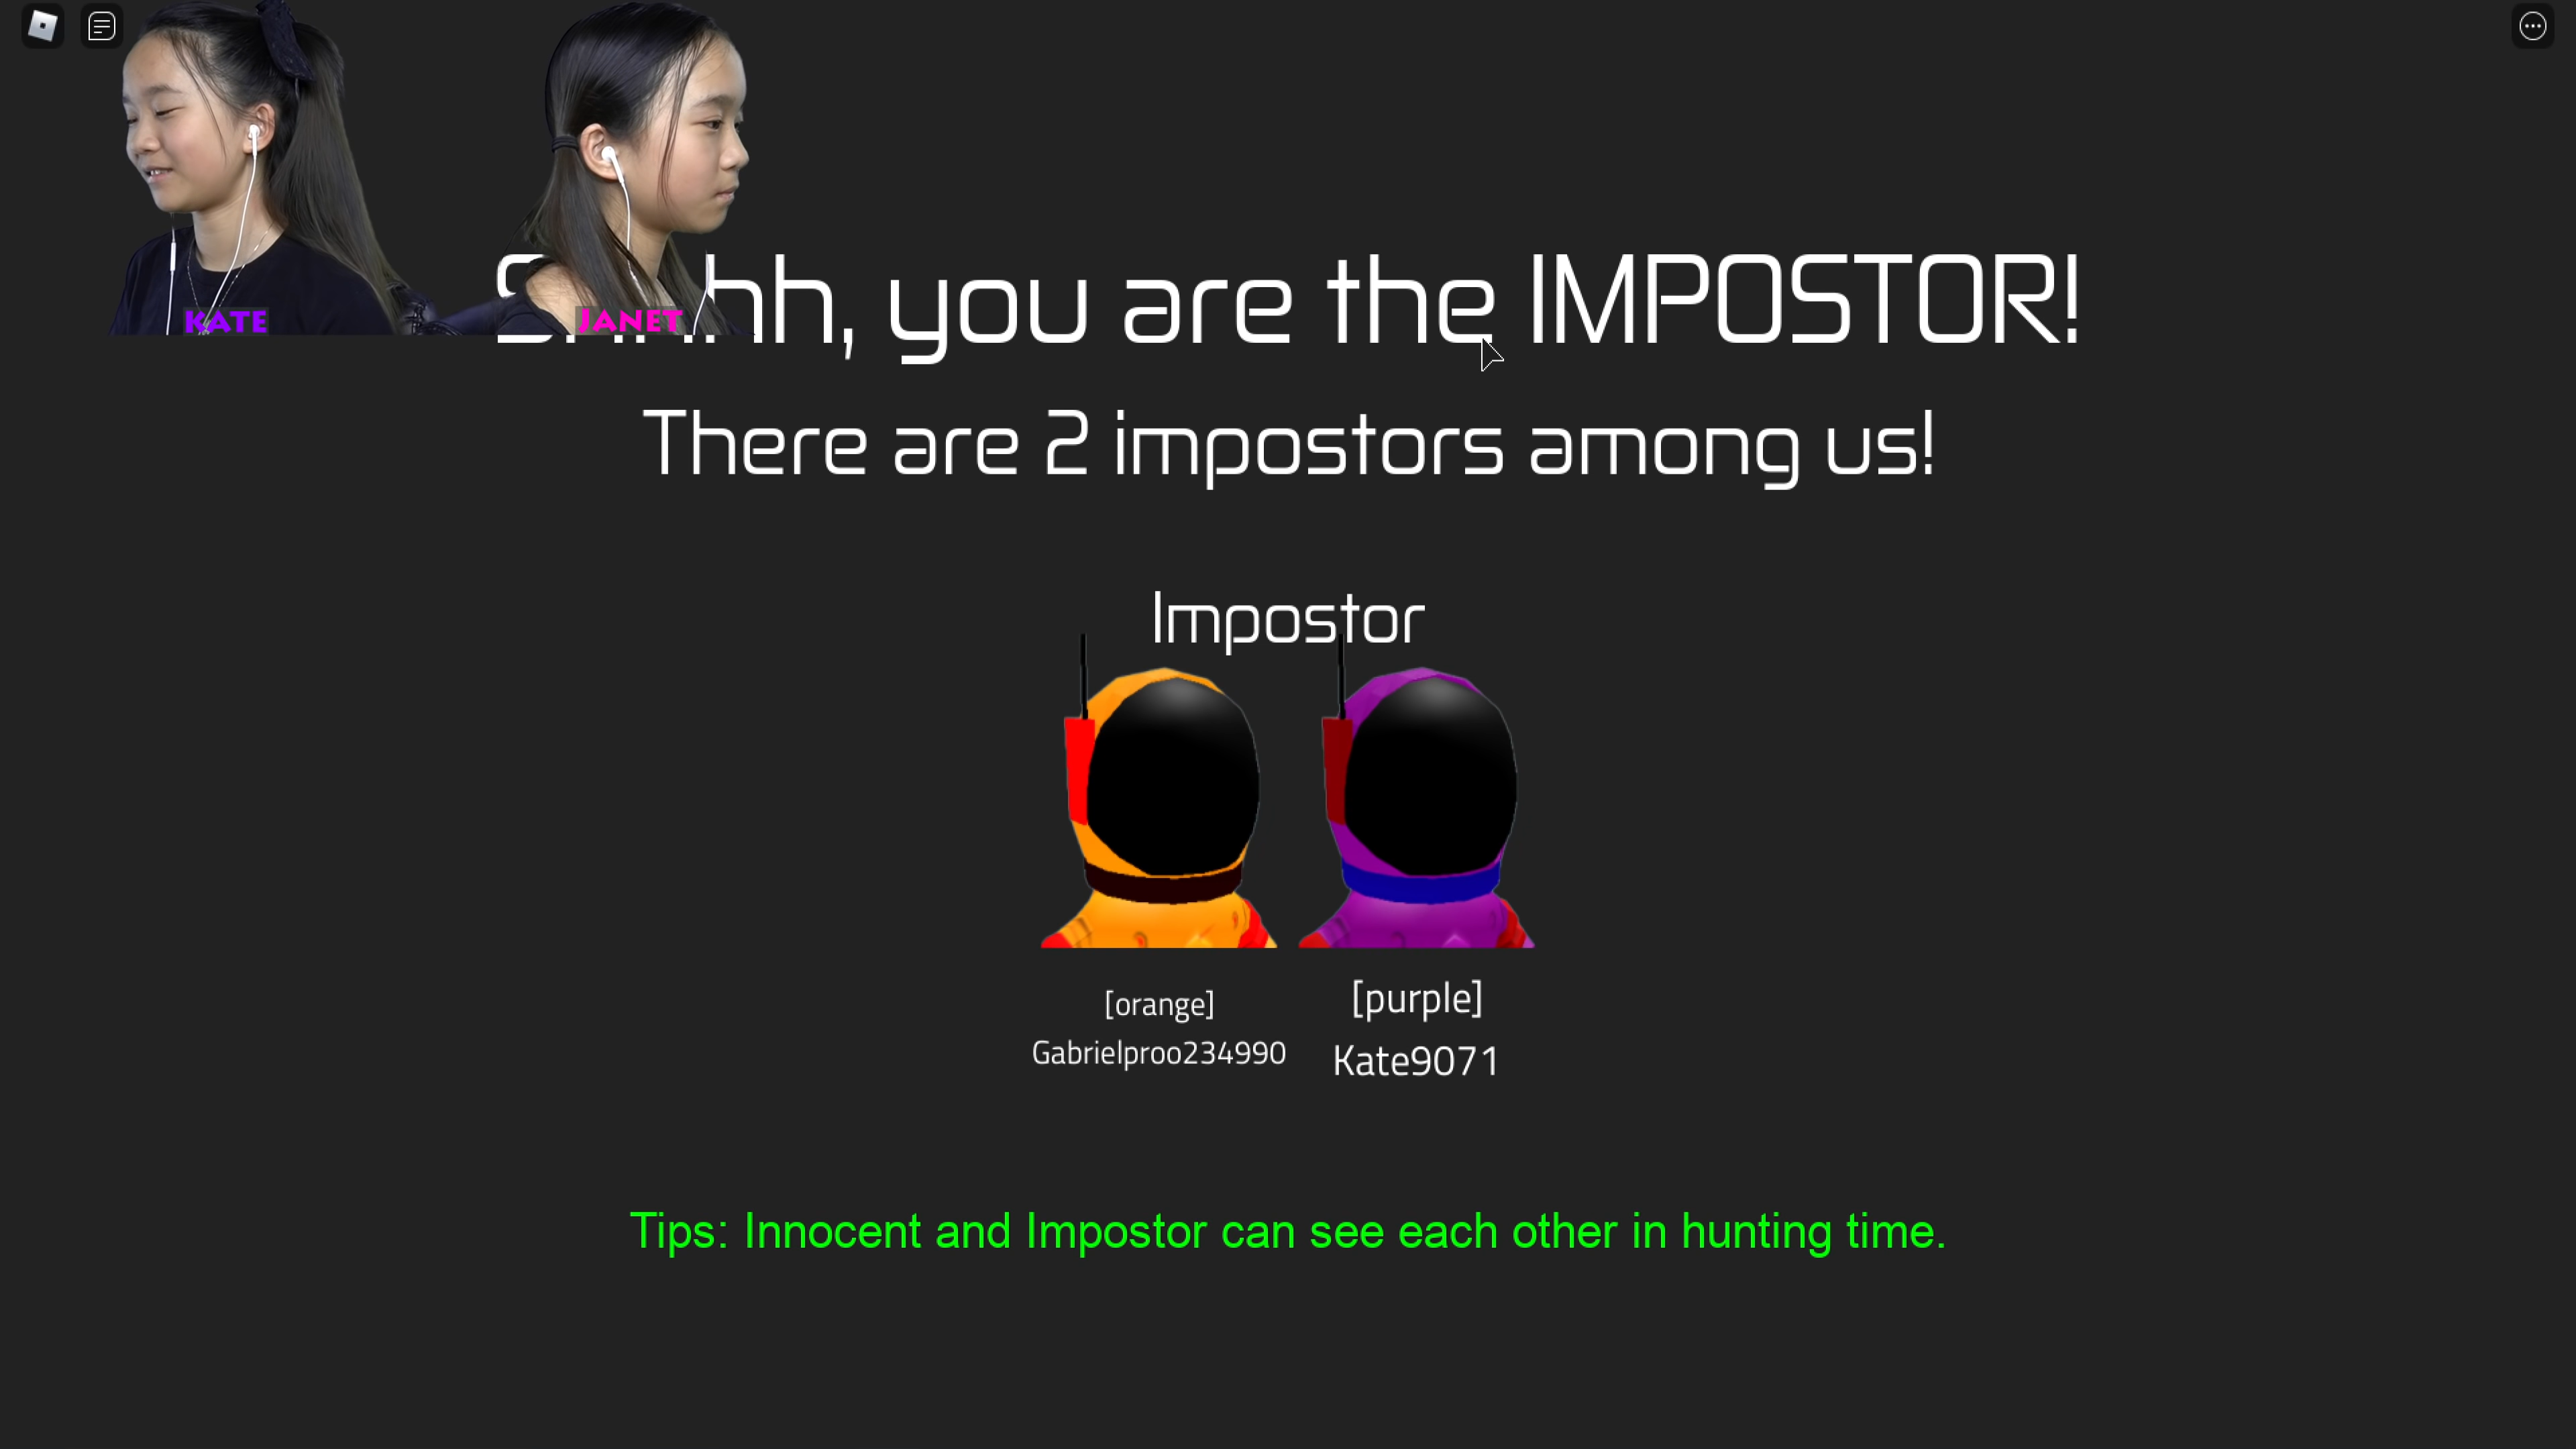 KATE
JANET
hh, you are the IMPOSTOR!
There are 2 impostors among us!
Impostor
[orange]
[purple]
Gabrielproo234990
Kate9071
Tips: Innocent and Impostor can see each other in hunting time.